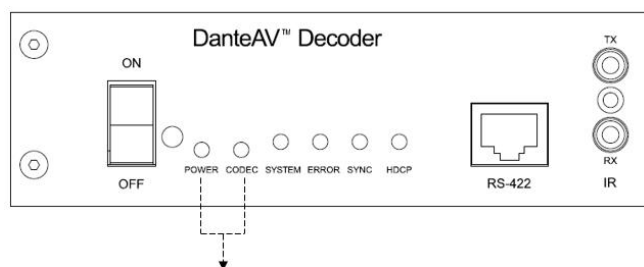 DanteAV™ Decoder
ON
OFF
POWER CODEC SYSTEM ERROR SYNC HDCP
RS-422
TX
RX
IR